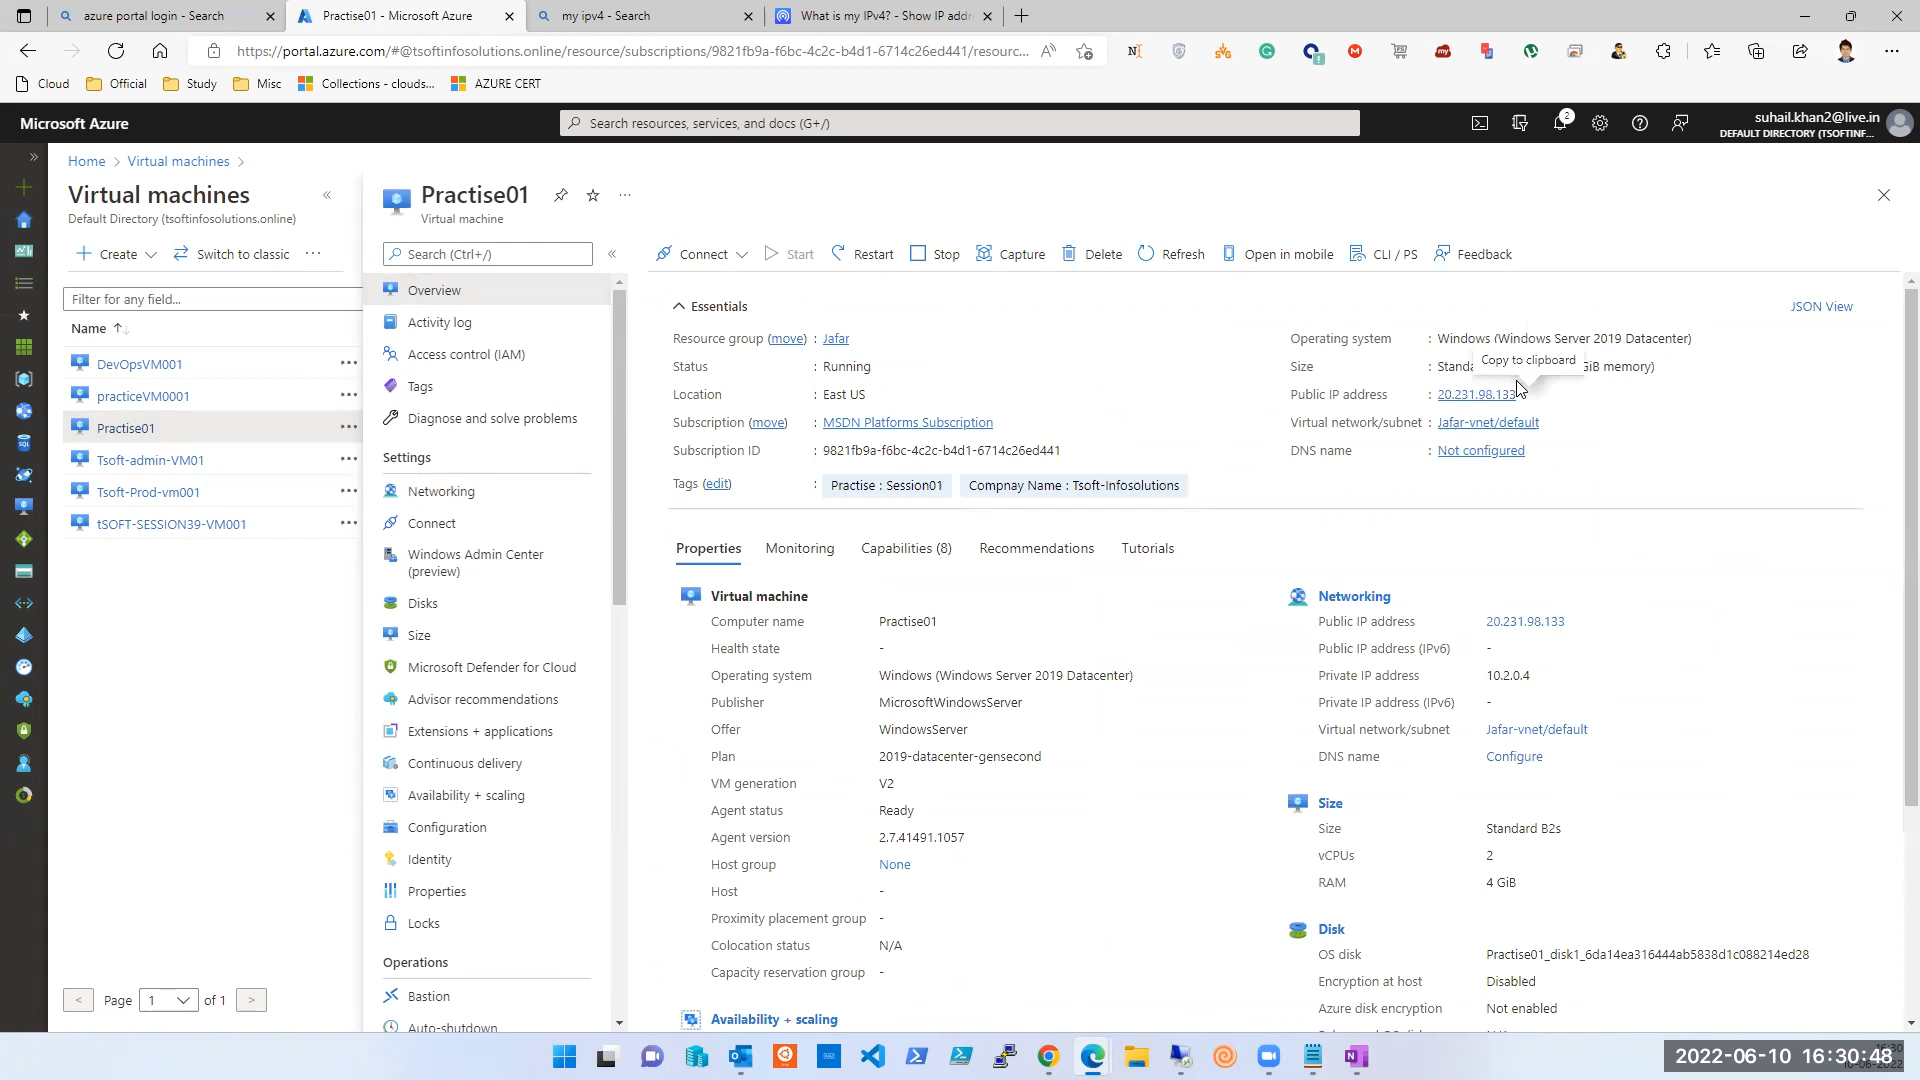 azure portal login - Search
Practise01 - Microsoft Azure
my ipv4 - Search
What is my IPv4? - Show IP addr
https://portal.azure.com/#@tsoftinfosolutions.online/resource/subscriptions/9821fb9a-f6bc-4c2c-b4d1-6714c26ed441/resourc...
Cloud
Official
Study
Misc
Collections - clouds...
AZURE CERT
Microsoft Azure
Search resources, services, and docs (G+/)
2
suhail.khan2@live.in
DEFAULT DIRECTORY (TSOFTINF...
Home > Virtual machines >
Virtual machines
Default Directory (tsoftinfosolutions.online)
Create
Switch to classic
Filter for any field...
Name
DevOpsVM001
practiceVM0001
Practise01
Tsoft-admin-VM01
Tsoft-Prod-vm001
tSOFT-SESSION39-VM001
< Page 1 of 1 >
Practise01
Virtual machine
Search (Ctrl+/)
Overview
Activity log
Access control (IAM)
Tags
Diagnose and solve problems
Settings
Networking
Connect
Windows Admin Center
(preview)
Disks
Size
Microsoft Defender for Cloud
Advisor recommendations
Extensions + applications
Continuous delivery
Availability + scaling
Configuration
Identity
Properties
Locks
Operations
Bastion
Auto-shutdown
Connect
Start
Restart
Stop
Capture
Delete
Refresh
Open in mobile
CLI / PS
Feedback
Essentials
JSON View
Resource group (move) : Jafar
Status : Running
Location : East US
Subscription (move) : MSDN Platforms Subscription
Subscription ID : 9821fb9a-f6bc-4c2c-b4d1-6714c26ed441
Tags (edit) : Practise : Session01 Compnay Name : Tsoft-Infosolutions
Operating system : Windows (Windows Server 2019 Datacenter)
Copy to clipboard
Size : Standa iB memory)
Public IP address : 20.231.98.133
Virtual network/subnet : Jafar-vnet/default
DNS name : Not configured
Properties
Monitoring
Capabilities (8)
Recommendations
Tutorials
Virtual machine
Computer name Practise01
Health state -
Operating system Windows (Windows Server 2019 Datacenter)
Publisher MicrosoftWindowsServer
Offer WindowsServer
Plan 2019-datacenter-gensecond
VM generation V2
Agent status Ready
Agent version 2.7.41491.1057
Host group None
Host -
Proximity placement group -
Colocation status N/A
Capacity reservation group -
Availability + scaling
Networking
Public IP address 20.231.98.133
Public IP address (IPv6) -
Private IP address 10.2.0.4
Private IP address (IPv6) -
Virtual network/subnet Jafar-vnet/default
DNS name Configure
Size
Size Standard B2s
vCPUs 2
RAM 4 GiB
Disk
OS disk Practise01_disk1_6da14ea316444ab5838d1c088214ed28
Encryption at host Disabled
Azure disk encryption Not enabled
2022-06-10 16:30:48